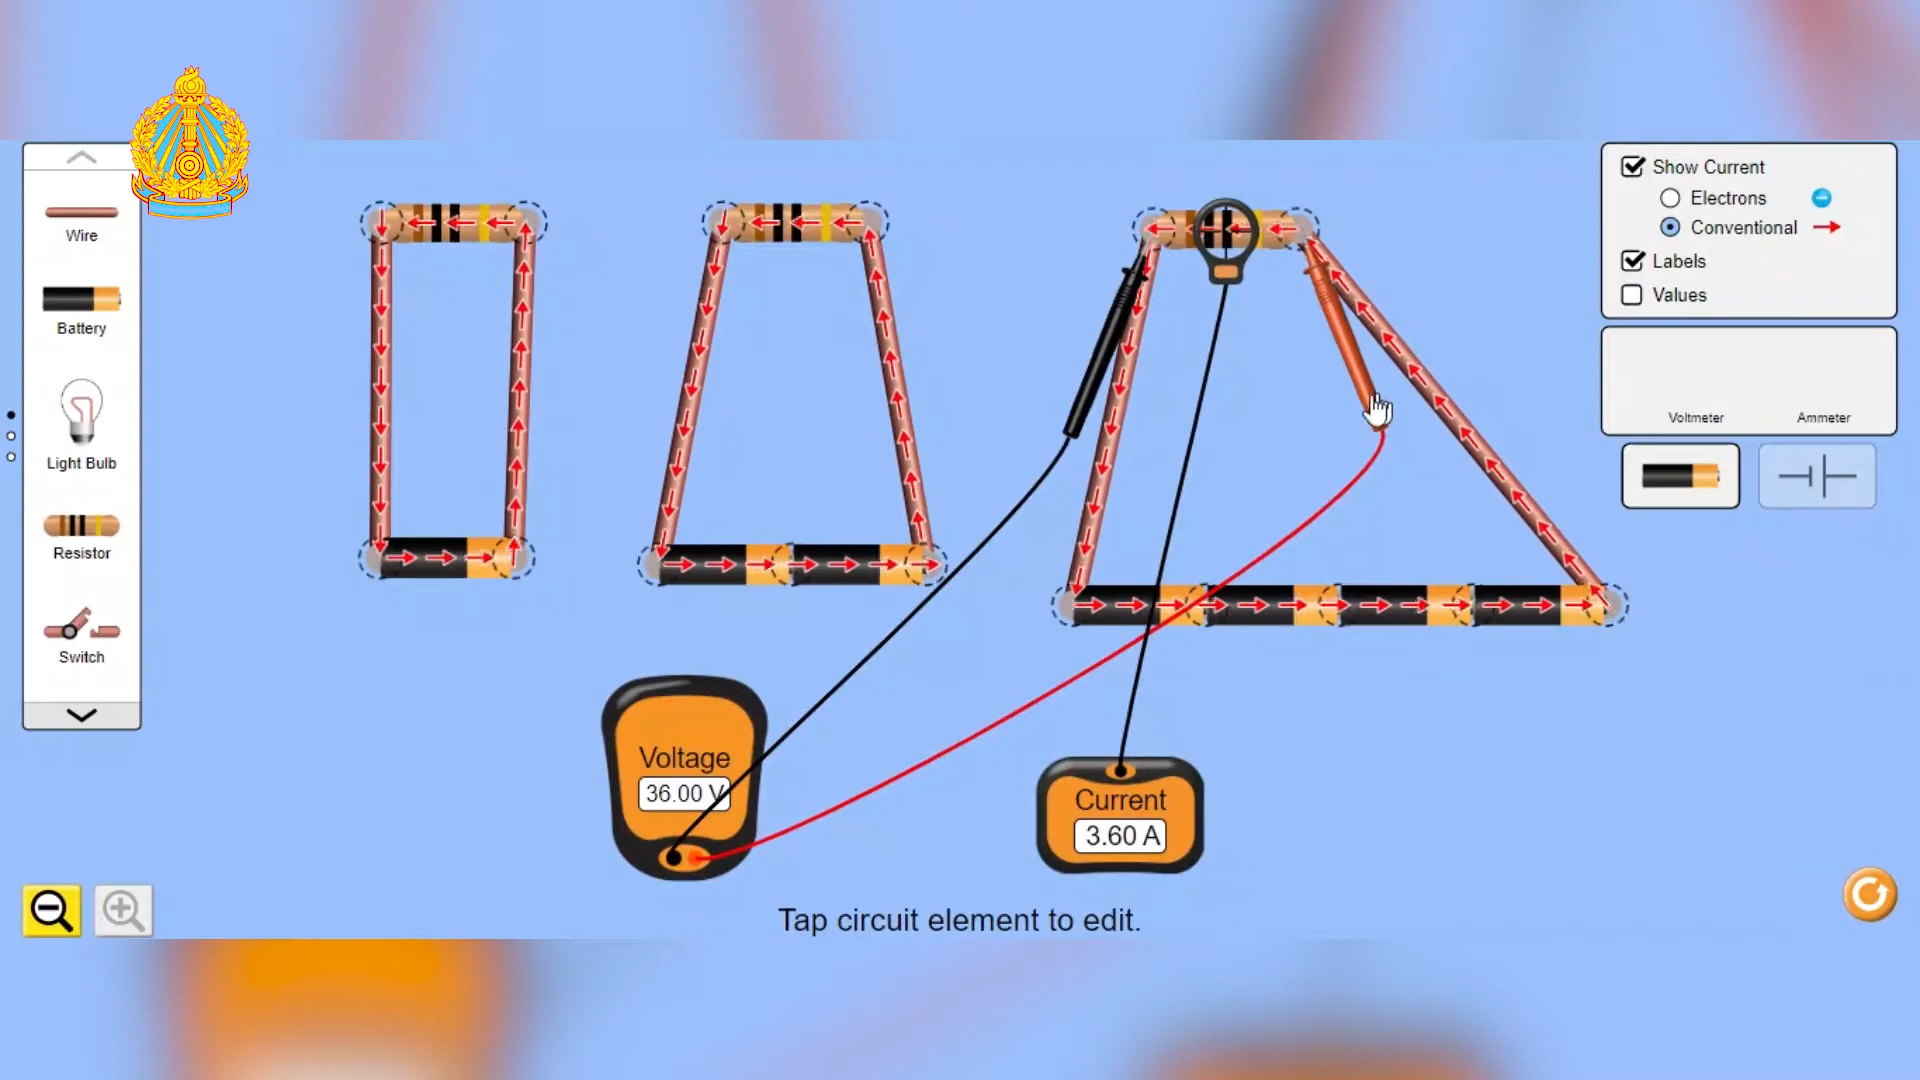 Wire
Battery
Light Bulb
Resistor
Switch
Show Current
Electrons
Conventional
Labels
Values
Voltmeter
Ammeter
Voltage
36.00 V
Current
3.60 A
Tap circuit element to edit.